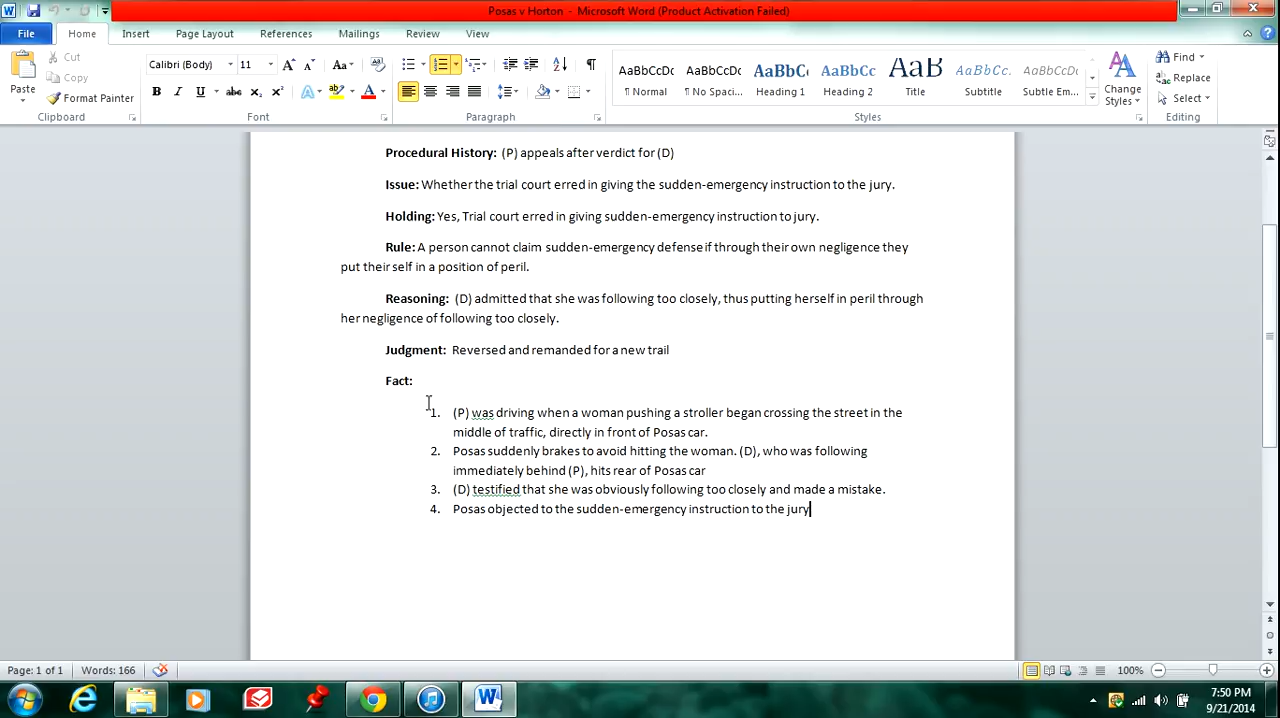 Posas v Horton - Microsoft Word (Product Activation Failed)
File Home Insert Page Layout References Mailings Review View
Paste
Cut
Copy
Format Painter
Calibri (Body) 11
AaBbCcDc AaBbCcDc AaBbC AaBbCc AaB AaBbCc. AaBbCcDc
¶ Normal ¶ No Spaci... Heading 1 Heading 2 Title Subtitle Subtle Em...
Change Styles
Find
Replace
Select
Clipboard Font Paragraph Styles Editing
Procedural History: (P) appeals after verdict for (D)
Issue: Whether the trial court erred in giving the sudden-emergency instruction to the jury.
Holding: Yes, Trial court erred in giving sudden-emergency instruction to jury.
Rule: A person cannot claim sudden-emergency defense if through their own negligence they
put their self in a position of peril.
Reasoning: (D) admitted that she was following too closely, thus putting herself in peril through
her negligence of following too closely.
Judgment: Reversed and remanded for a new trail
Fact:
1. (P) was driving when a woman pushing a stroller began crossing the street in the
middle of traffic, directly in front of Posas car.
2. Posas suddenly brakes to avoid hitting the woman. (D), who was following
immediately behind (P), hits rear of Posas car
3. (D) testified that she was obviously following too closely and made a mistake.
4. Posas objected to the sudden-emergency instruction to the jury
Page: 1 of 1 Words: 166 100%
7:50 PM
9/21/2014